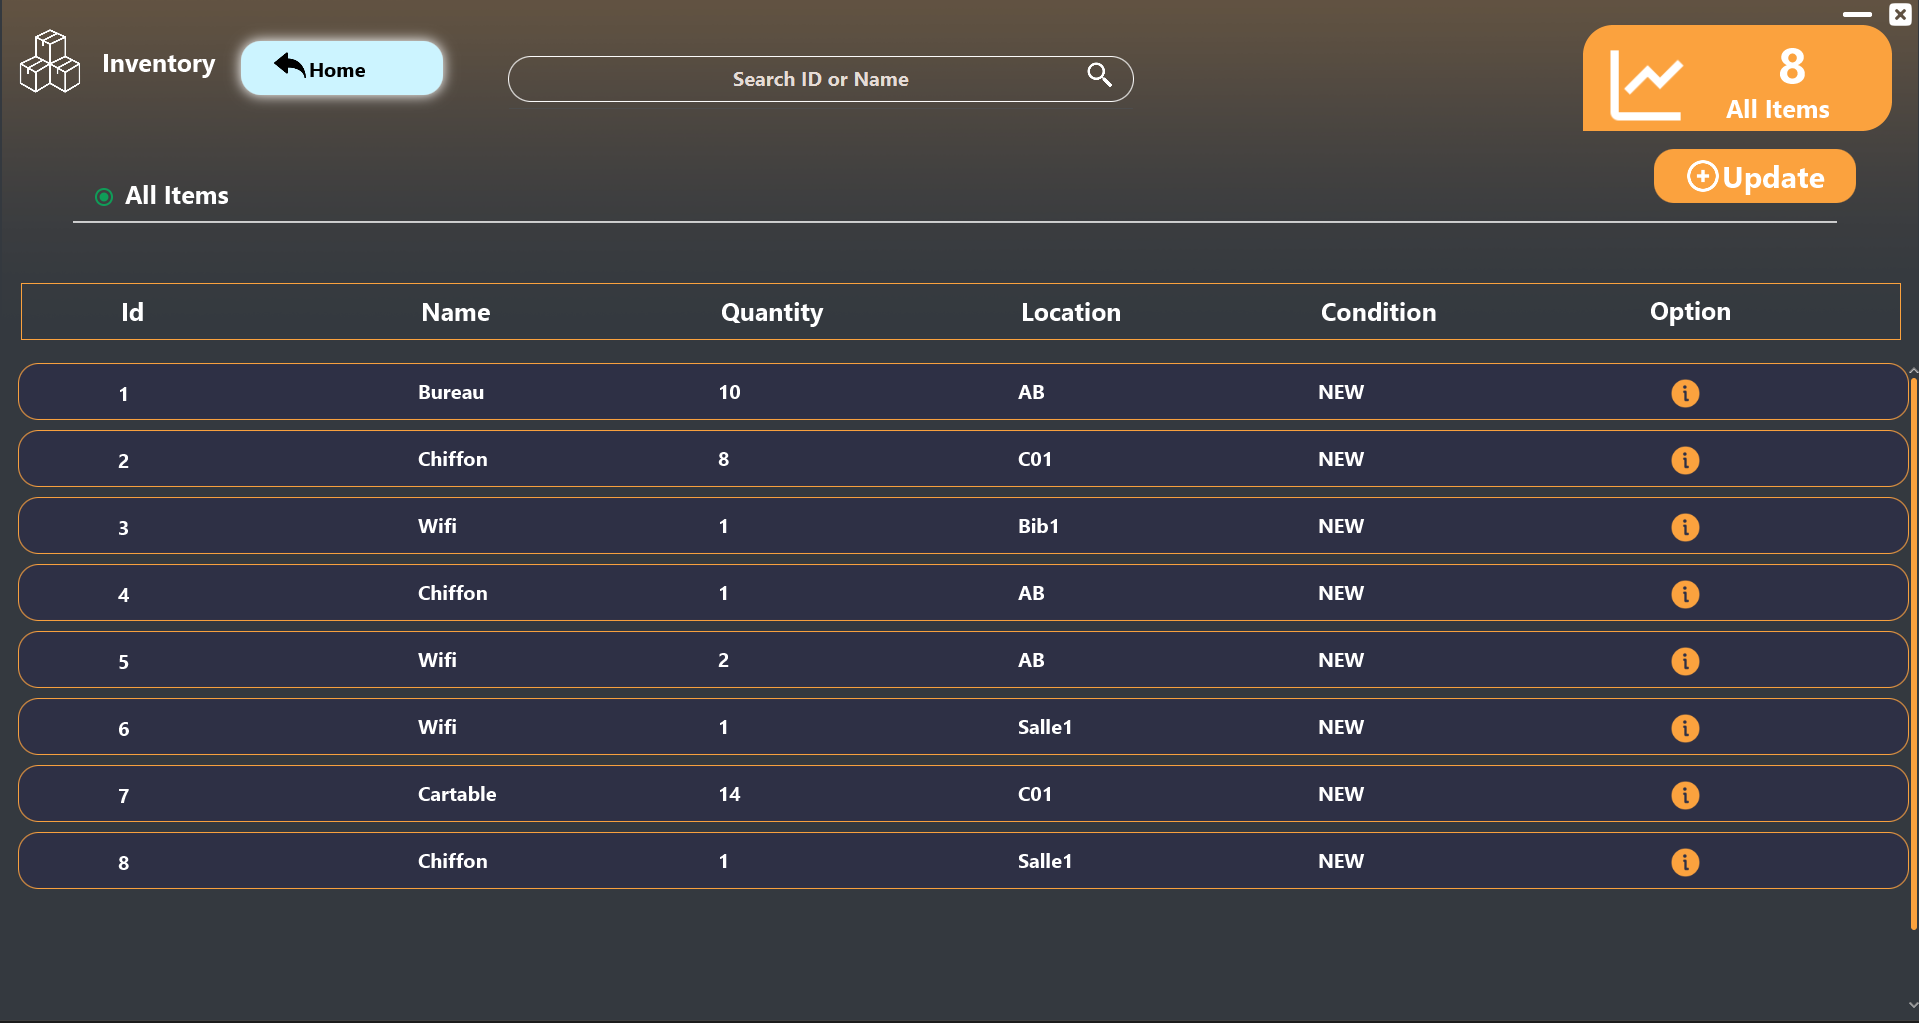 Inventory
Home
Search ID or Name
8
All Items
Update
All Items
Id Name Quantity Location Condition Option
1 Bureau 10 AB NEW
2 Chiffon 8 C01 NEW
3 Wifi 1 Bib1 NEW
4 Chiffon 1 AB NEW
5 Wifi 2 AB NEW
6 Wifi 1 Salle1 NEW
7 Cartable 14 C01 NEW
8 Chiffon 1 Salle1 NEW